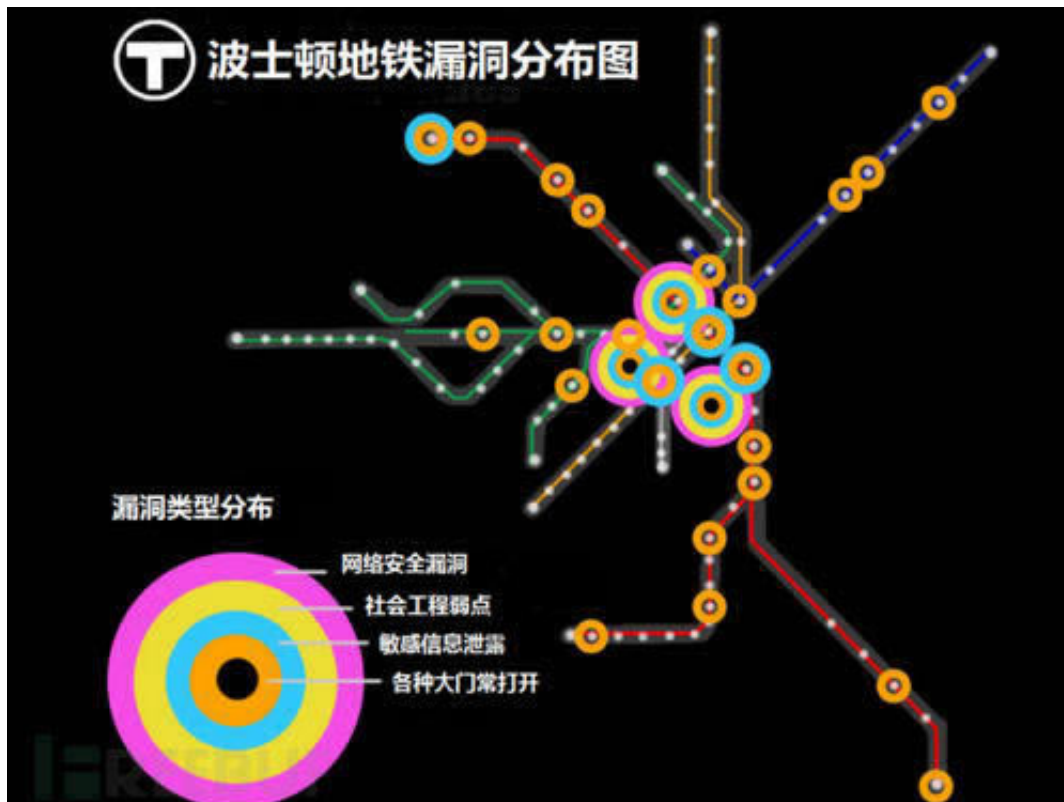 T 波士顿地铁漏洞分布图
漏洞类型分布
网络安全漏洞
社会工程弱点
敏感信息泄露
各种大门常打开